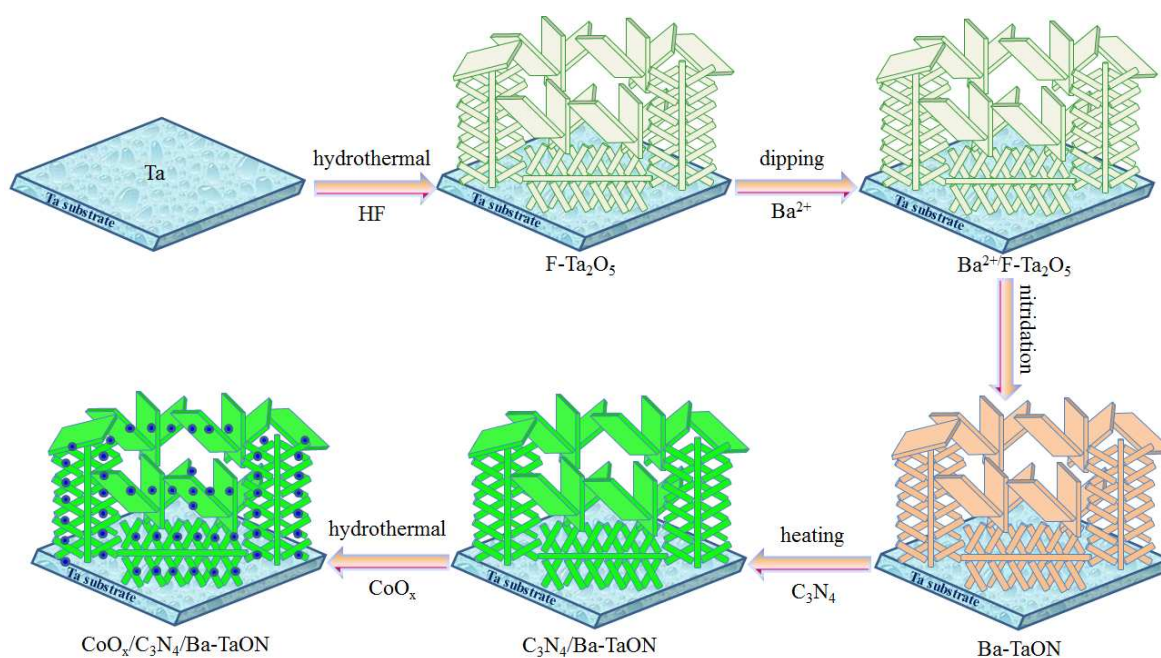 Ta
Ta substrate
hydrothermal
HF
Ta substrate
F-Ta₂O₅
dipping
Ba²⁺
Ta substrate
Ba²⁺/F-Ta₂O₅
nitridation
Ta substrate
Ba-TaON
heating
C₃N₄
Ta substrate
C₃N₄/Ba-TaON
hydrothermal
CoOₓ
Ta substrate
CoOₓ/C₃N₄/Ba-TaON